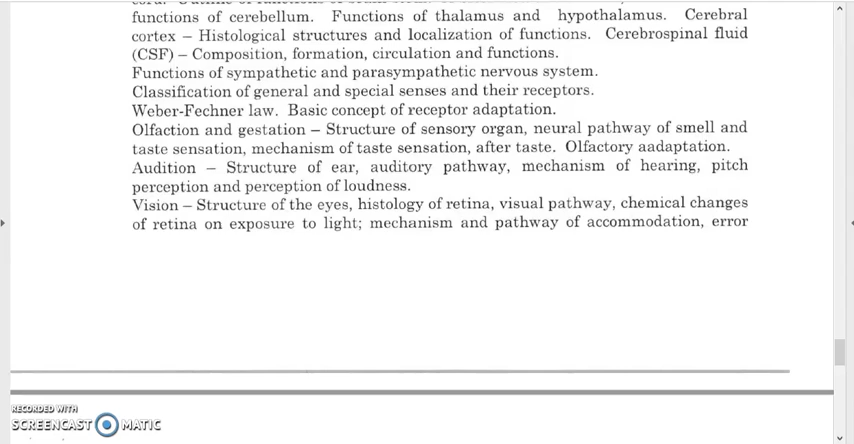 functions of cerebellum. Functions of thalamus and hypothalamus. Cerebral
cortex – Histological structures and localization of functions. Cerebrospinal fluid
(CSF) – Composition, formation, circulation and functions.
Functions of sympathetic and parasympathetic nervous system.
Classification of general and special senses and their receptors.
Weber-Fechner law. Basic concept of receptor adaptation.
Olfaction and gestation – Structure of sensory organ, neural pathway of smell and
taste sensation, mechanism of taste sensation, after taste. Olfactory aadaptation.
Audition – Structure of ear, auditory pathway, mechanism of hearing, pitch
perception and perception of loudness.
Vision – Structure of the eyes, histology of retina, visual pathway, chemical changes
of retina on exposure to light; mechanism and pathway of accommodation, error
RECORDED WITH
SCREENCAST MATIC